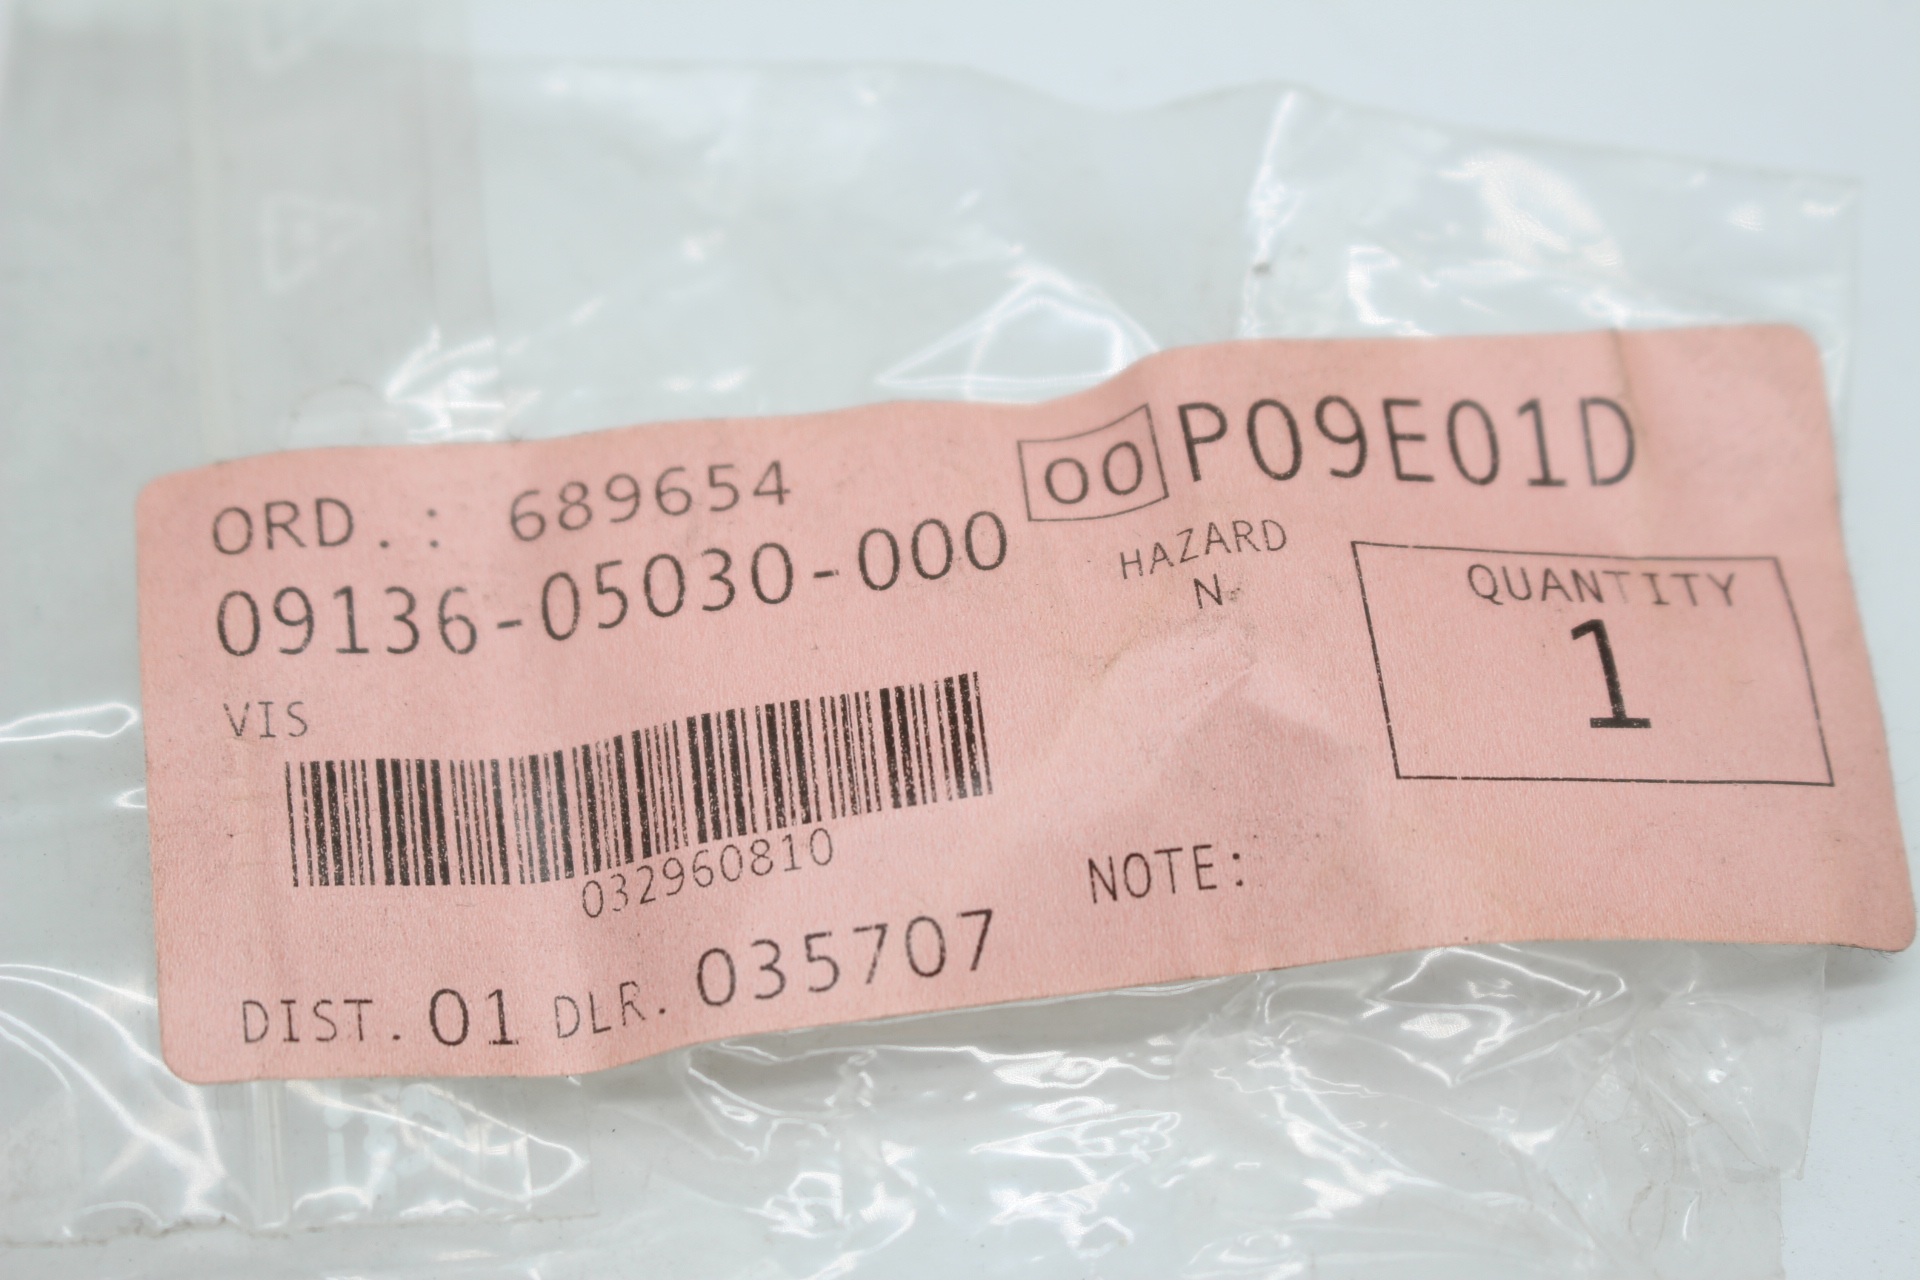 ORD.: 689654
00 P09E01D
09136-05030-000
HAZARD
N
QUANTITY
1
VIS
032960810
NOTE:
DIST. 01 DLR. 035707